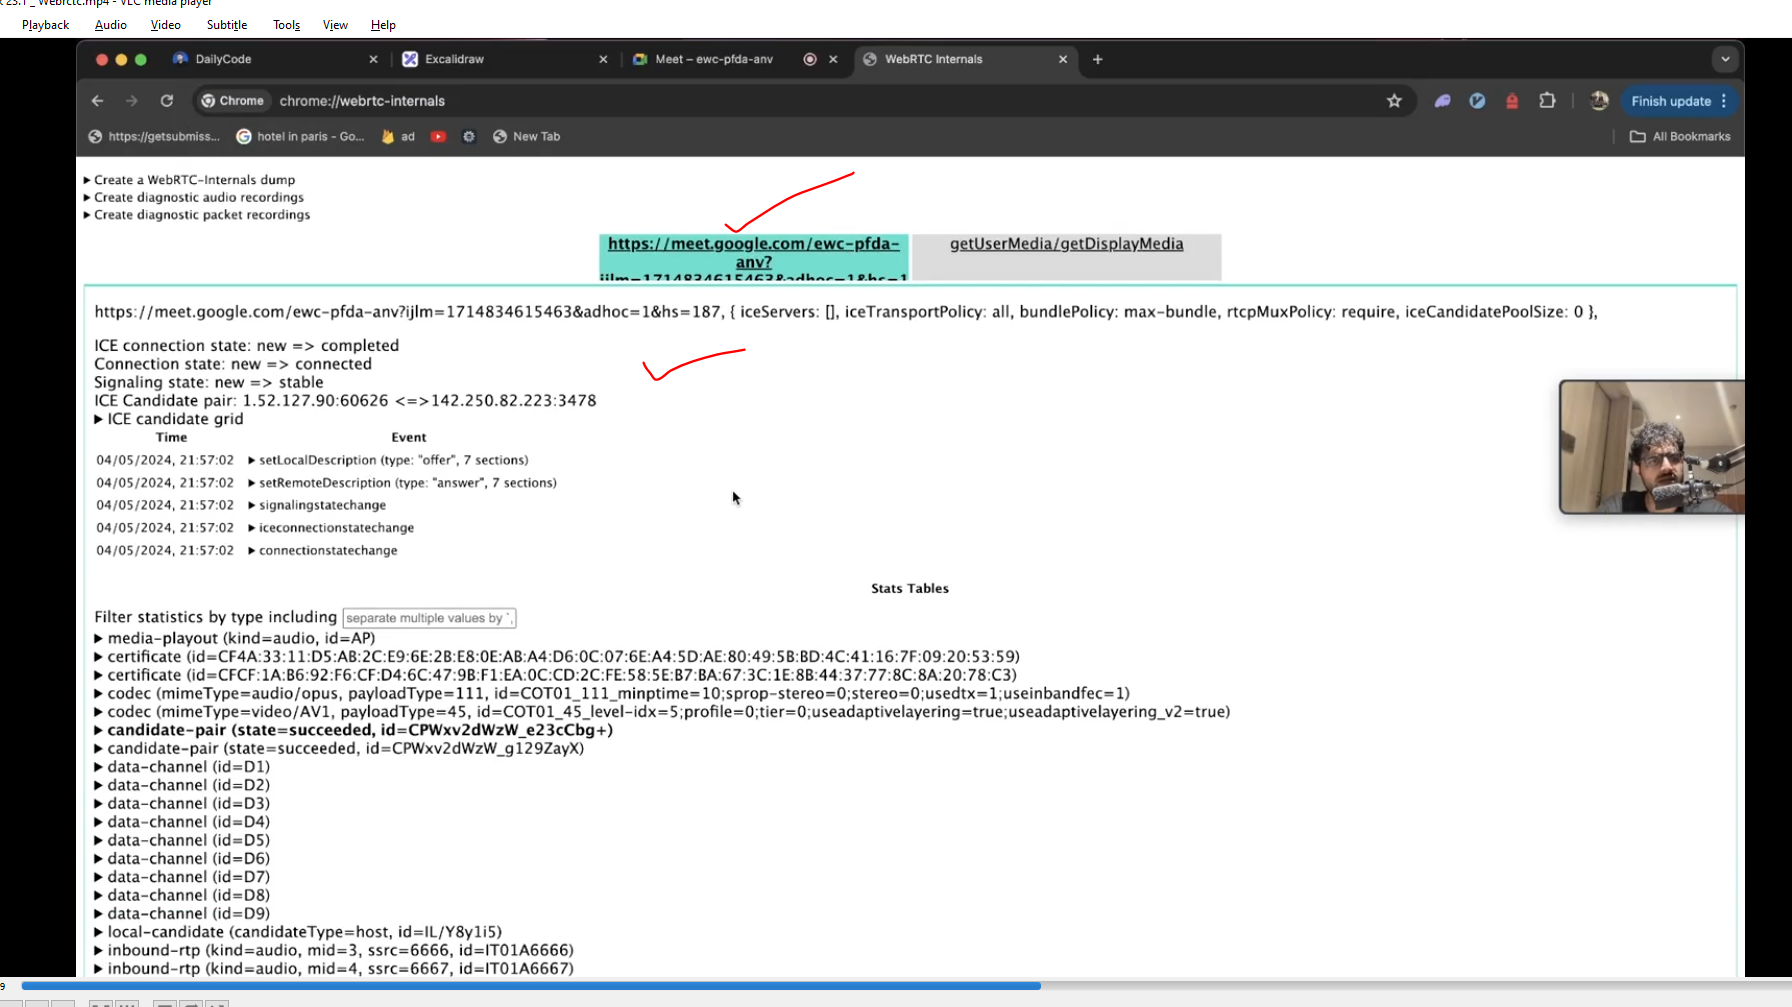 x 23.1 _ Webrctc.mp4 - VLC media player
Playback Audio Video Subtitle Tools View Help
DailyCode Excalidraw Meet – ewc-pfda-anv WebRTC Internals
Chrome chrome://webrtc-internals Finish update
https://getsubmiss... hotel in paris - Go... ad New Tab All Bookmarks
Create a WebRTC-Internals dump
Create diagnostic audio recordings
Create diagnostic packet recordings
https://meet.google.com/ewc-pfda-
anv?
ijlm=1714834615463&adhoc=1&hs=1
getUserMedia/getDisplayMedia
https://meet.google.com/ewc-pfda-anv?ijlm=1714834615463&adhoc=1&hs=187, { iceServers: [], iceTransportPolicy: all, bundlePolicy: max-bundle, rtcpMuxPolicy: require, iceCandidatePoolSize: 0 },
ICE connection state: new => completed
Connection state: new => connected
Signaling state: new => stable
ICE Candidate pair: 1.52.127.90:60626 <=>142.250.82.223:3478
ICE candidate grid
Time Event
04/05/2024, 21:57:02 setLocalDescription (type: "offer", 7 sections)
04/05/2024, 21:57:02 setRemoteDescription (type: "answer", 7 sections)
04/05/2024, 21:57:02 signalingstatechange
04/05/2024, 21:57:02 iceconnectionstatechange
04/05/2024, 21:57:02 connectionstatechange
Stats Tables
Filter statistics by type including separate multiple values by `,
media-playout (kind=audio, id=AP)
certificate (id=CF4A:33:11:D5:AB:2C:E9:6E:2B:E8:0E:AB:A4:D6:0C:07:6E:A4:5D:AE:80:49:5B:BD:4C:41:16:7F:09:20:53:59)
certificate (id=CFCF:1A:B6:92:F6:CF:D4:6C:47:9B:F1:EA:0C:CD:2C:FE:58:5E:B7:BA:67:3C:1E:8B:44:37:77:8C:8A:20:78:C3)
codec (mimeType=audio/opus, payloadType=111, id=COT01_111_minptime=10;sprop-stereo=0;stereo=0;usedtx=1;useinbandfec=1)
codec (mimeType=video/AV1, payloadType=45, id=COT01_45_level-idx=5;profile=0;tier=0;useadaptivelayering=true;useadaptivelayering_v2=true)
candidate-pair (state=succeeded, id=CPWxv2dWzW_e23cCbg+)
candidate-pair (state=succeeded, id=CPWxv2dWzW_g129ZayX)
data-channel (id=D1)
data-channel (id=D2)
data-channel (id=D3)
data-channel (id=D4)
data-channel (id=D5)
data-channel (id=D6)
data-channel (id=D7)
data-channel (id=D8)
data-channel (id=D9)
local-candidate (candidateType=host, id=IL/Y8y1i5)
inbound-rtp (kind=audio, mid=3, ssrc=6666, id=IT01A6666)
inbound-rtp (kind=audio, mid=4, ssrc=6667, id=IT01A6667)
9